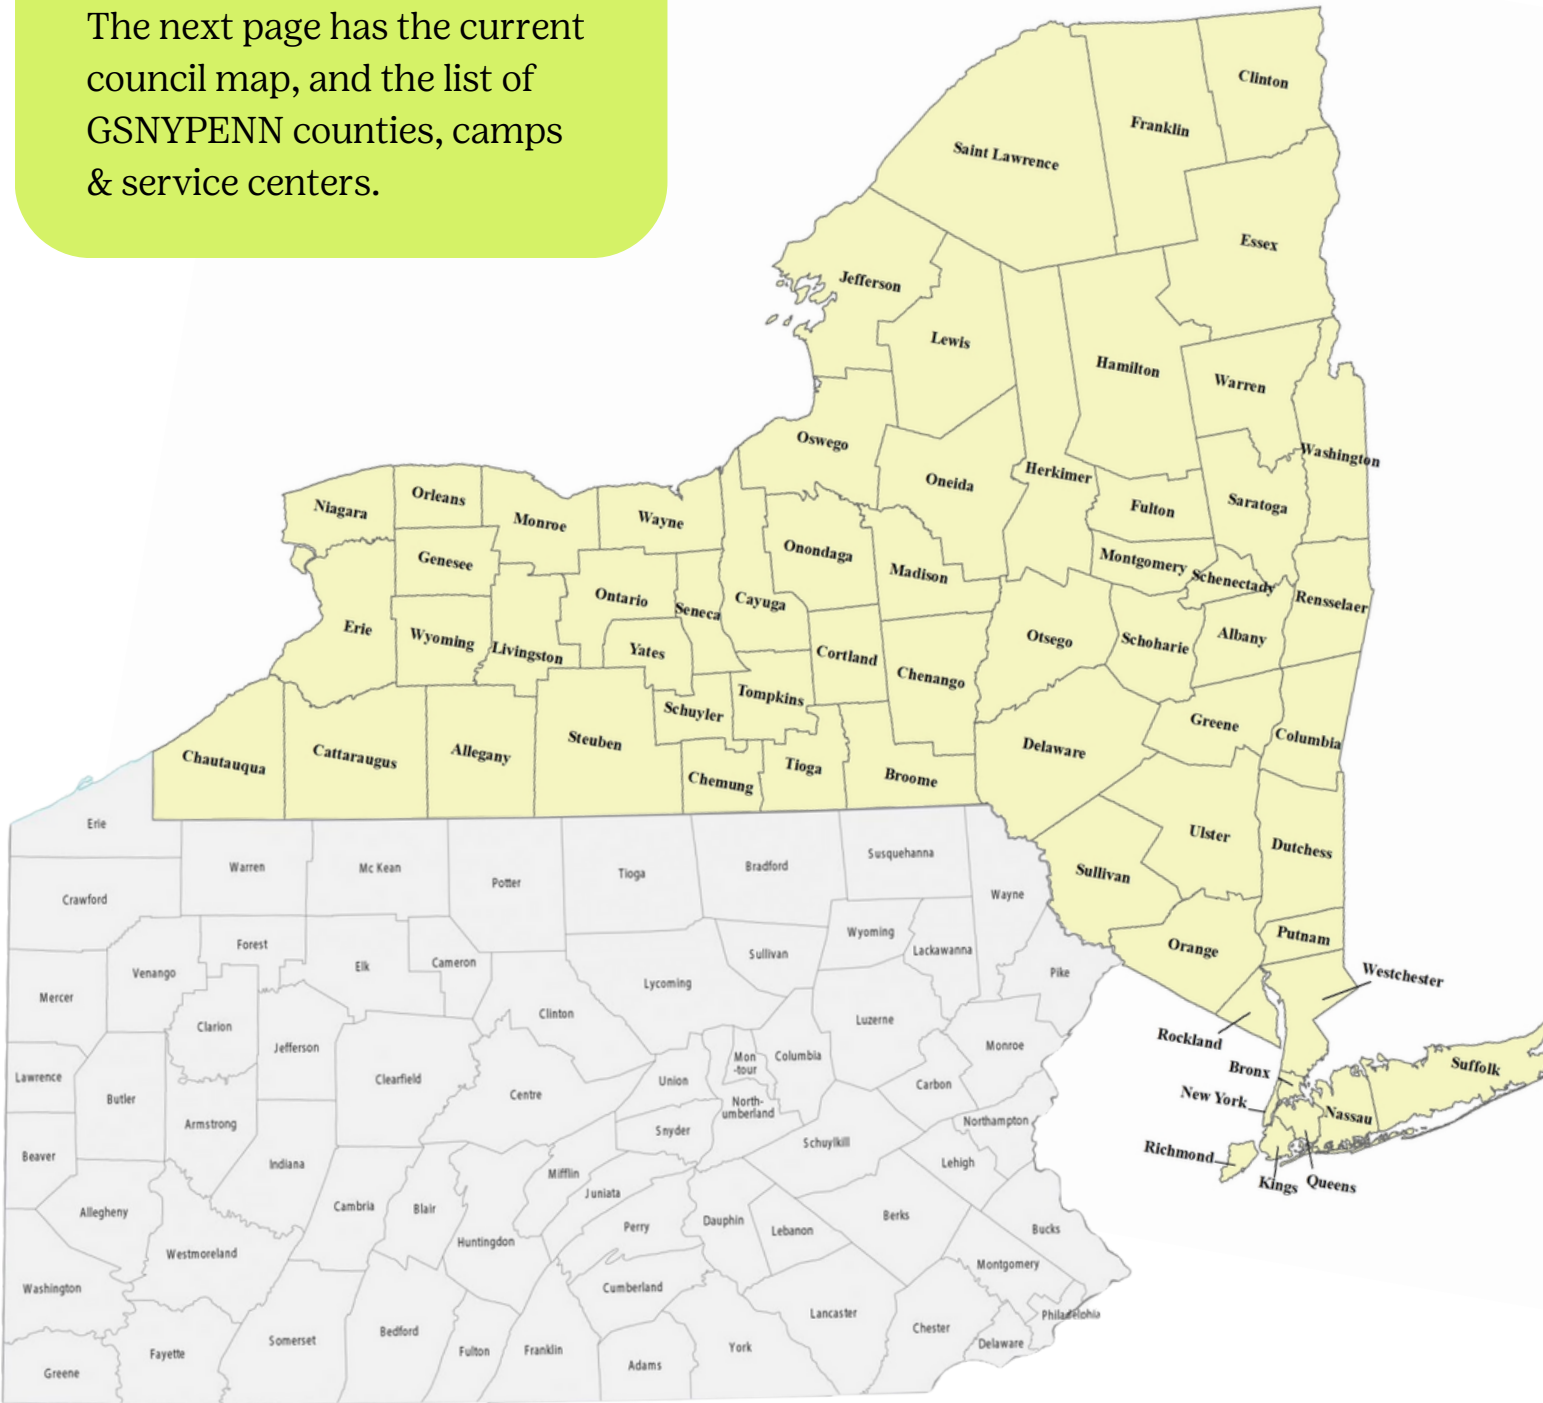 The next page has the current
council map, and the list of
GSNYPENN counties, camps
& service centers.
Clinton
Franklin
Saint Lawrence
Essex
Jefferson
Lewis
Hamilton
Warren
Oswego
Washington
Herkimer
Oneida
Saratoga
Fulton
Niagara
Orleans
Monroe
Wayne
Onondaga
Genesee
Montgomery
Madison
Schenectady
Ontario
Seneca
Cayuga
Rensselaer
Erie
Wyoming
Livingston
Yates
Cortland
Otsego
Schoharie
Albany
Chenango
Tompkins
Schuyler
Greene
Columbia
Chautauqua
Cattaraugus
Allegany
Steuben
Chemung
Tioga
Broome
Delaware
Ulster
Dutchess
Sullivan
Orange
Putnam
Westchester
Rockland
Bronx
New York
Suffolk
Nassau
Richmond
Kings
Queens
Erie
Warren
Mc Kean
Potter
Tioga
Bradford
Susquehanna
Wayne
Crawford
Forest
Elk
Cameron
Sullivan
Wyoming
Lackawanna
Pike
Venango
Mercer
Clarion
Lycoming
Clinton
Luzerne
Jefferson
Columbia
Mon
-tour
Monroe
Lawrence
Butler
Clearfield
Centre
Union
Carbon
North-
umberland
Armstrong
Snyder
Schuylkill
Northampton
Beaver
Indiana
Mifflin
Juniata
Lehigh
Allegheny
Cambria
Blair
Huntingdon
Perry
Dauphin
Lebanon
Berks
Bucks
Westmoreland
Washington
Cumberland
Montgomery
Lancaster
Philadelphia
Somerset
Bedford
Fulton
Franklin
Adams
York
Chester
Delaware
Fayette
Greene